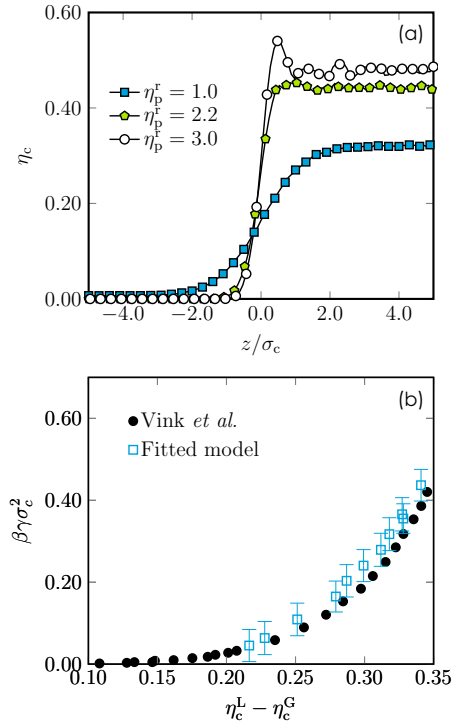 (a)
η_c
0.60
0.40
0.20
0.00
η_p^r = 1.0
η_p^r = 2.2
η_p^r = 3.0
−4.0 −2.0 0.0 2.0 4.0
z/σ_c
(b)
βγσ_c^2
0.60
0.40
0.20
0.00
Vink et al.
Fitted model
0.10 0.15 0.20 0.25 0.30 0.35
η_c^L − η_c^G